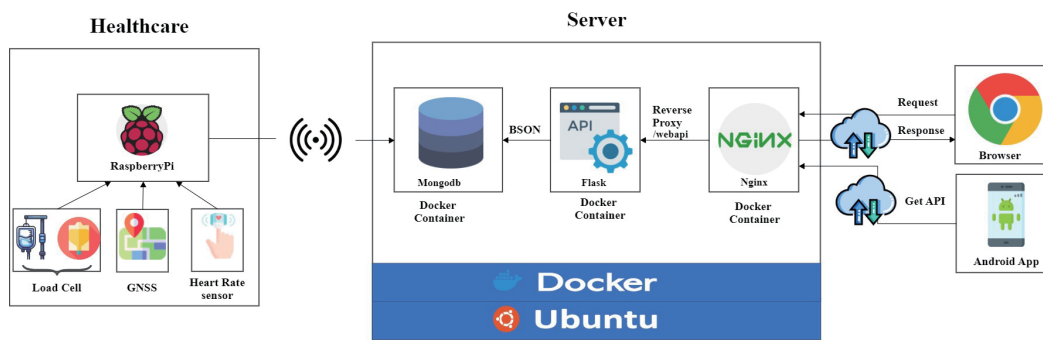 Healthcare
Server
RaspberryPi
Load Cell
GNSS
Heart Rate
sensor
Mongodb
Docker
Container
BSON
API
Flask
Docker
Container
Reverse
Proxy
/webapi
NGINX
Nginx
Docker
Container
Request
Response
Browser
Get API
Android App
Docker
Ubuntu